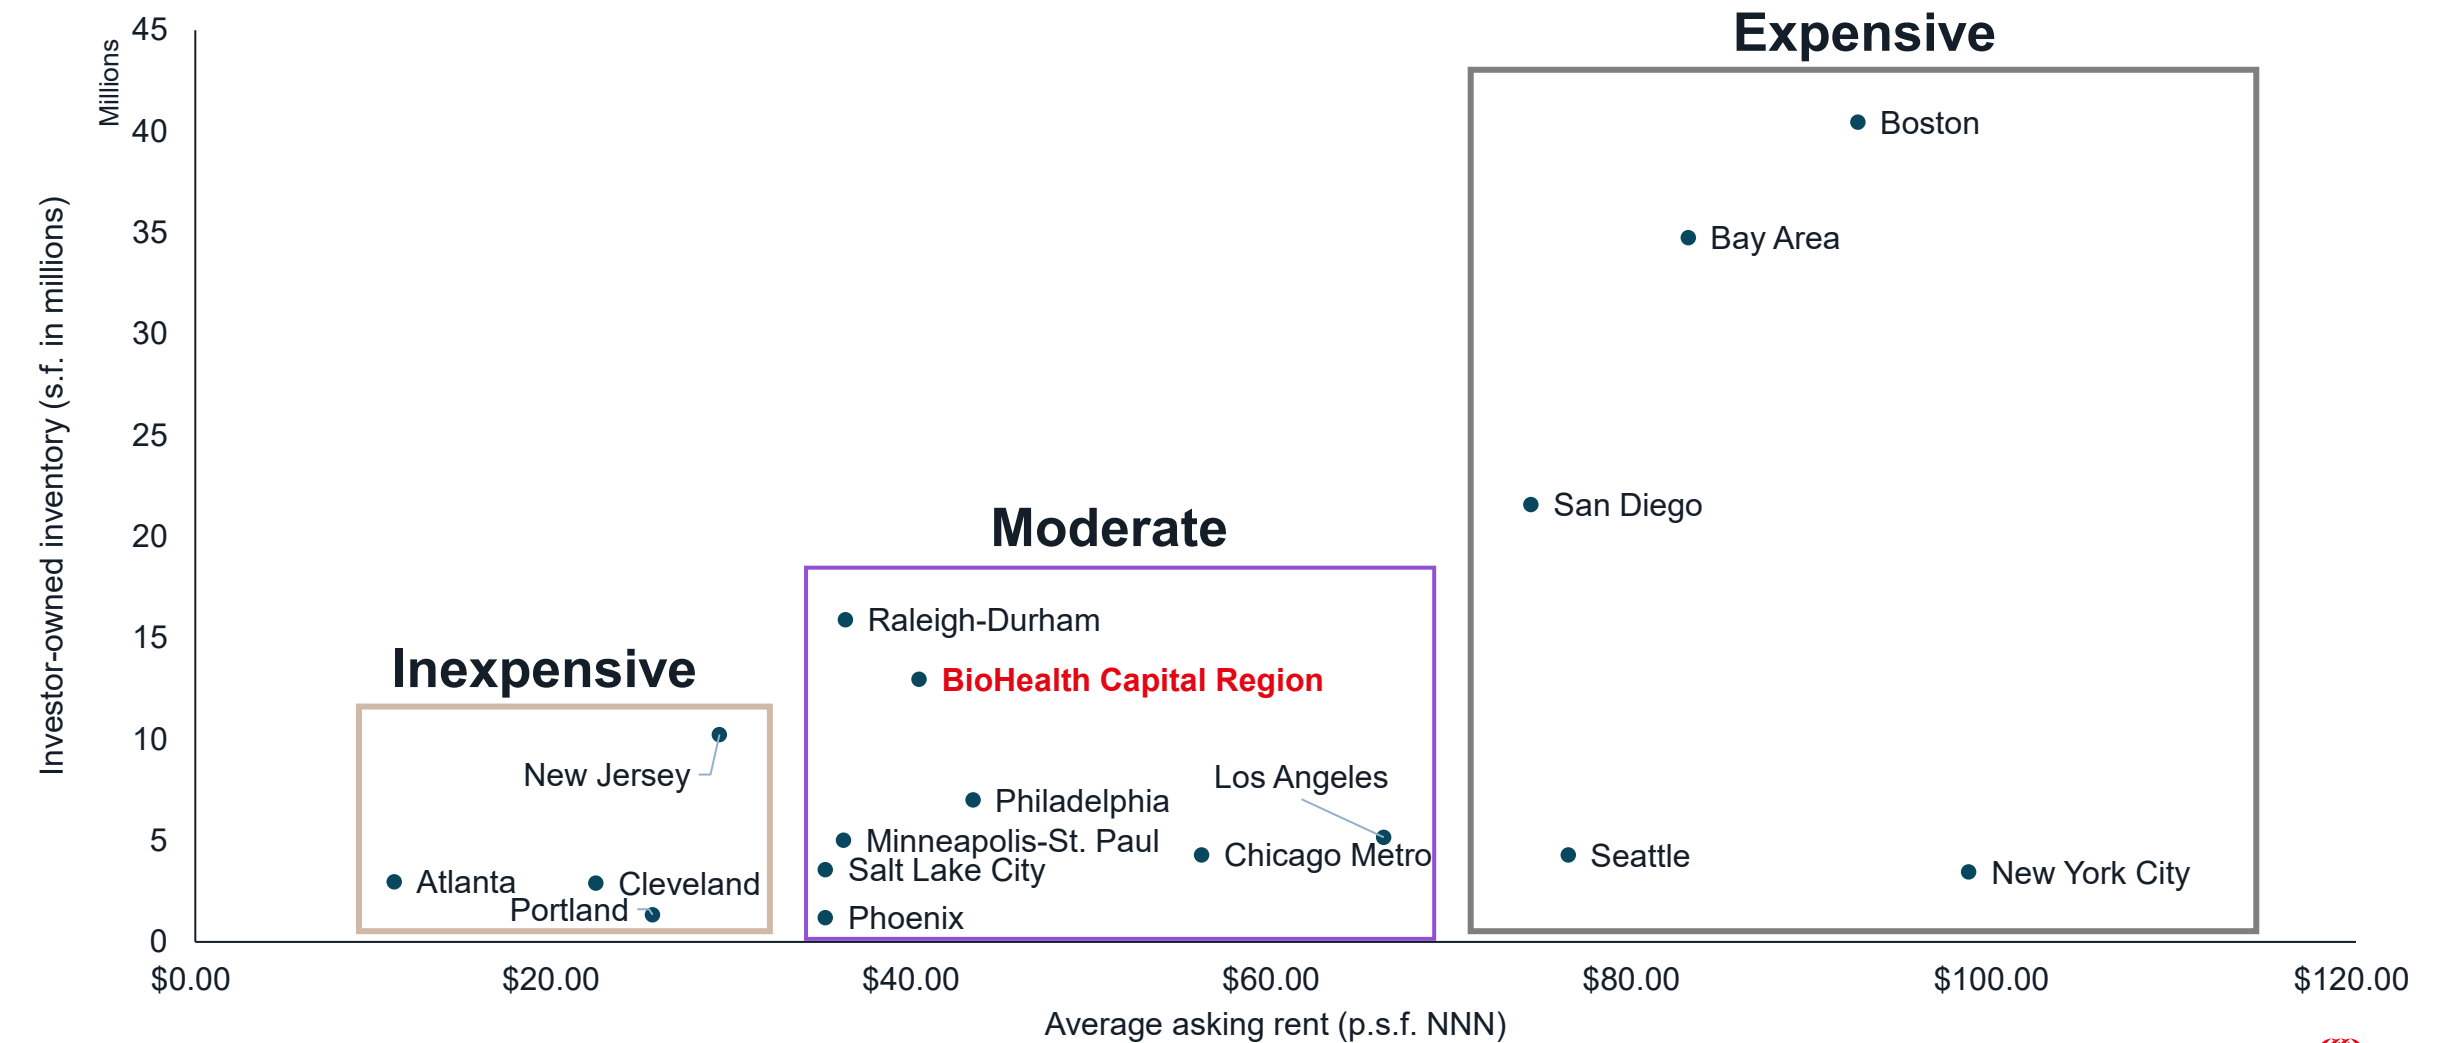 Expensive
45
Millions
40
Boston
35
Bay Area
Investor-owned inventory (s.f. in millions)
30
25
San Diego
Moderate
20
15
Raleigh-Durham
Inexpensive
BioHealth Capital Region
10
New Jersey
Los Angeles
Philadelphia
5
Minneapolis-St. Paul
Chicago Metro
Seattle
Salt Lake City
New York City
Atlanta
Cleveland
Portland
Phoenix
0
$0.00 $20.00 $40.00 $60.00 $80.00 $100.00 $120.00
Average asking rent (p.s.f. NNN)